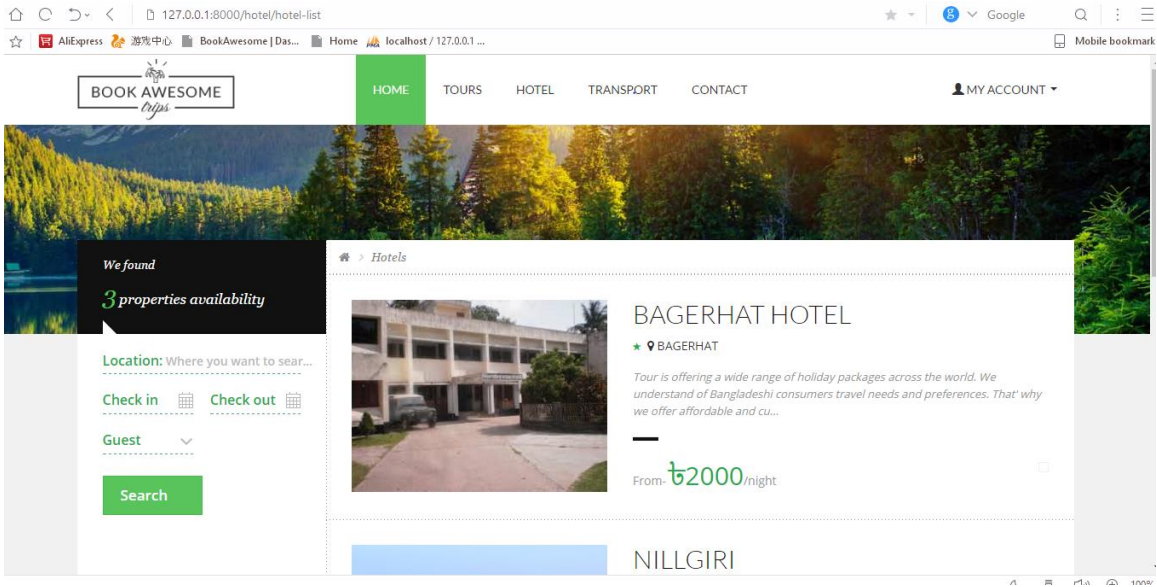 127.0.0.1:8000/hotel/hotel-list
Google
AliExpress 游戏中心 BookAwesome | Das... Home localhost / 127.0.0.1 ... Mobile bookmark
BOOK AWESOME
trips
HOME TOURS HOTEL TRANSPORT CONTACT MY ACCOUNT
We found
3 properties availability
Location: Where you want to sear...
Check in Check out
Guest
Search
> Hotels
BAGERHAT HOTEL
BAGERHAT
Tour is offering a wide range of holiday packages across the world. We
understand of Bangladeshi consumers travel needs and preferences. That' why
we offer affordable and cu...
From-৳2000/night
NILLGIRI
100%